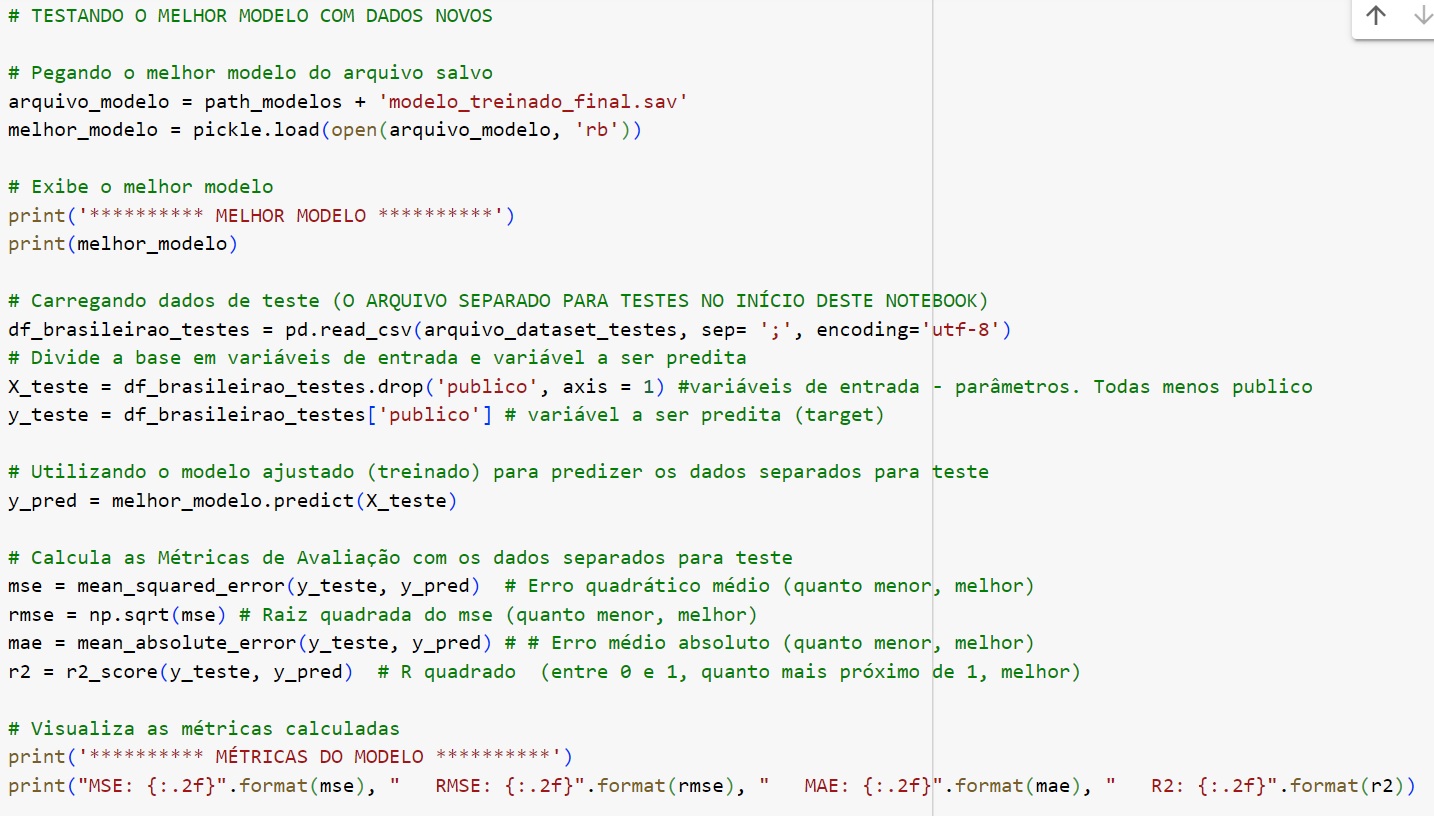 # TESTANDO O MELHOR MODELO COM DADOS NOVOS
# Pegando o melhor modelo do arquivo salvo
arquivo_modelo = path_modelos + 'modelo_treinado_final.sav'
melhor_modelo = pickle.load(open(arquivo_modelo, 'rb'))
# Exibe o melhor modelo
print('********** MELHOR MODELO **********')
print(melhor_modelo)
# Carregando dados de teste (O ARQUIVO SEPARADO PARA TESTES NO INÍCIO DESTE NOTEBOOK)
df_brasileirao_testes = pd.read_csv(arquivo_dataset_testes, sep= ';', encoding='utf-8')
# Divide a base em variáveis de entrada e variável a ser predita
X_teste = df_brasileirao_testes.drop('publico', axis = 1) #variáveis de entrada - parâmetros. Todas menos publico
y_teste = df_brasileirao_testes['publico'] # variável a ser predita (target)
# Utilizando o modelo ajustado (treinado) para predizer os dados separados para teste
y_pred = melhor_modelo.predict(X_teste)
# Calcula as Métricas de Avaliação com os dados separados para teste
mse = mean_squared_error(y_teste, y_pred)  # Erro quadrático médio (quanto menor, melhor)
rmse = np.sqrt(mse) # Raiz quadrada do mse (quanto menor, melhor)
mae = mean_absolute_error(y_teste, y_pred) # # Erro médio absoluto (quanto menor, melhor)
r2 = r2_score(y_teste, y_pred)  # R quadrado  (entre 0 e 1, quanto mais próximo de 1, melhor)
# Visualiza as métricas calculadas
print('********** MÉTRICAS DO MODELO **********')
print("MSE: {:.2f}".format(mse), "   RMSE: {:.2f}".format(rmse), "   MAE: {:.2f}".format(mae), "   R2: {:.2f}".format(r2))